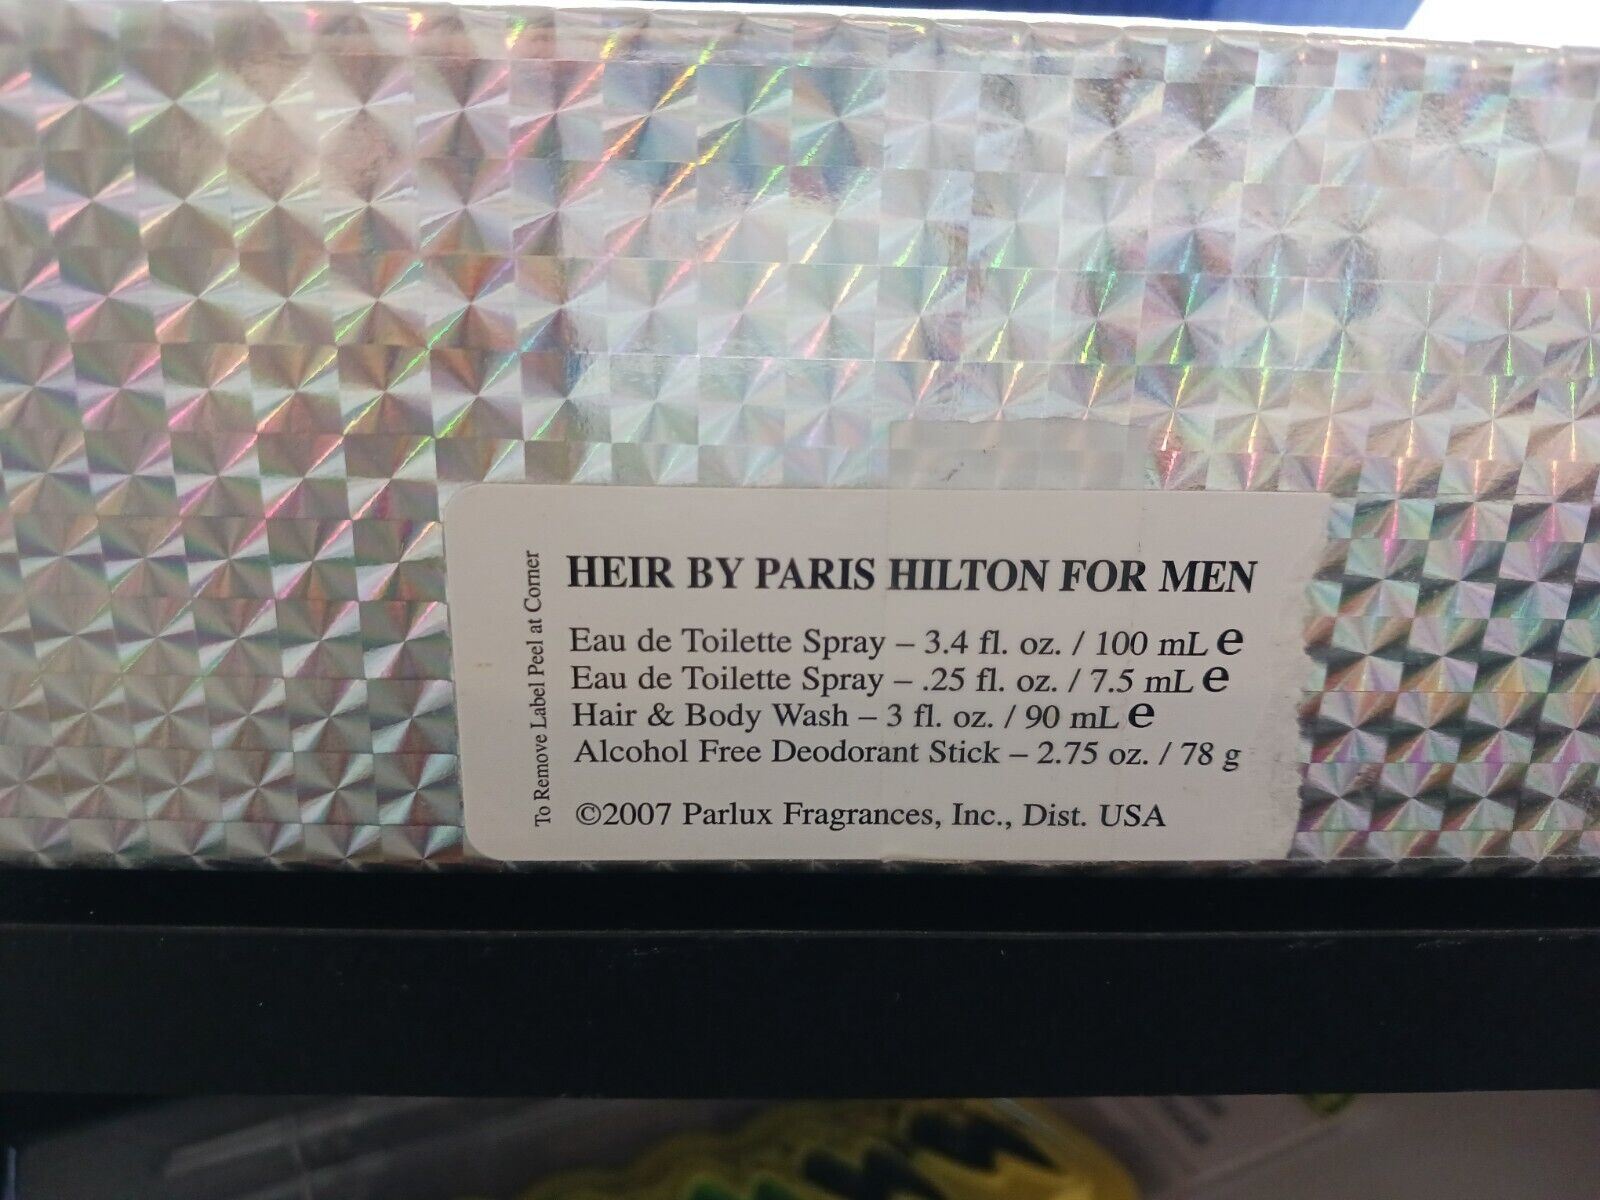 To Remove Label Peel at Corner
HEIR BY PARIS HILTON FOR MEN
Eau de Toilette Spray – 3.4 fl. oz. / 100 mL ℮
Eau de Toilette Spray – .25 fl. oz. / 7.5 mL ℮
Hair & Body Wash – 3 fl. oz. / 90 mL ℮
Alcohol Free Deodorant Stick – 2.75 oz. / 78 g
©2007 Parlux Fragrances, Inc., Dist. USA